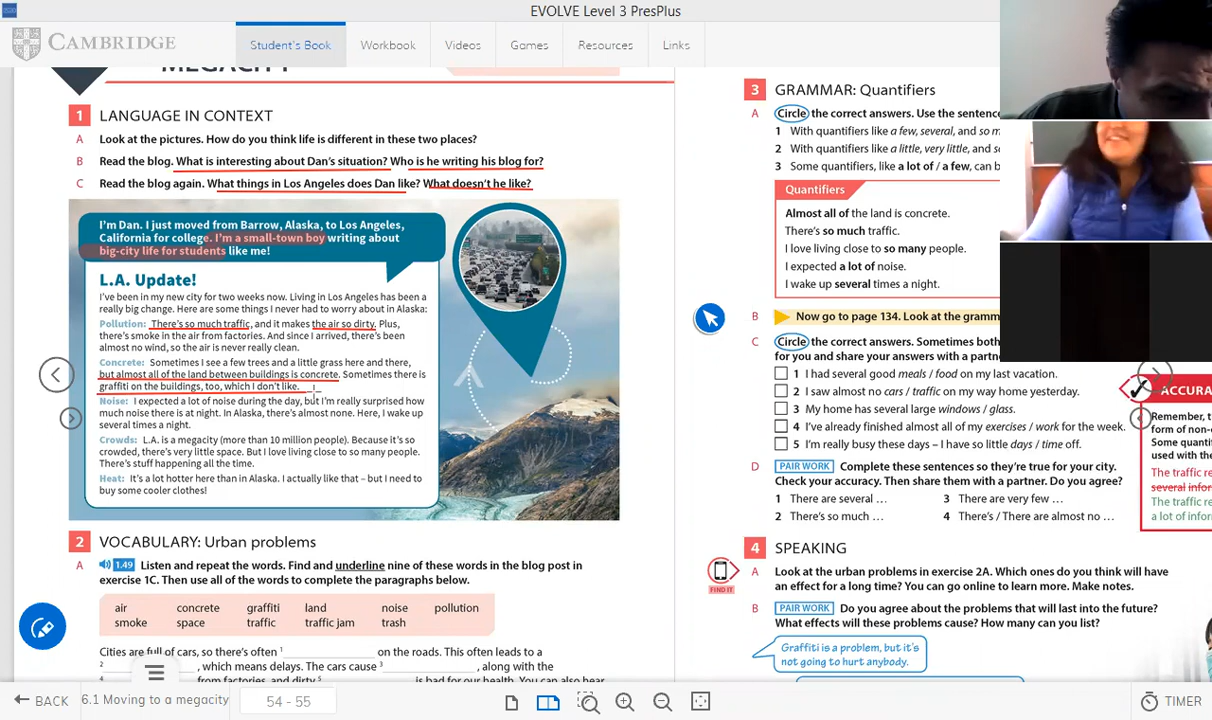 EVOLVE Level 3 PresPlus
CAMBRIDGE
Student's Book
Workbook
Videos
Games
Resources
Links
MEGACITY
1 LANGUAGE IN CONTEXT
A Look at the pictures. How do you think life is different in these two places?
B Read the blog. What is interesting about Dan's situation? Who is he writing his blog for?
C Read the blog again. What things in Los Angeles does Dan like? What doesn't he like?
I'm Dan. I just moved from Barrow, Alaska, to Los Angeles,
California for college. I'm a small-town boy writing about
big-city life for students like me!
L.A. Update!
I've been in my new city for two weeks now. Living in Los Angeles has been a
really big change. Here are some things I never had to worry about in Alaska:
Pollution: There's so much traffic, and it makes the air so dirty. Plus,
there's smoke in the air from factories. And since I arrived, there's been
almost no wind, so the air is never really clean.
Concrete: Sometimes I see a few trees and a little grass here and there,
but almost all of the land between buildings is concrete. Sometimes there is
graffiti on the buildings, too, which I don't like.
Noise: I expected a lot of noise during the day, but I'm really surprised how
much noise there is at night. In Alaska, there's almost none. Here, I wake up
several times a night.
Crowds: L.A. is a megacity (more than 10 million people). Because it's so
crowded, there's very little space. But I love living close to so many people.
There's stuff happening all the time.
Heat: It's a lot hotter here than in Alaska. I actually like that – but I need to
buy some cooler clothes!
2 VOCABULARY: Urban problems
A 1.49 Listen and repeat the words. Find and underline nine of these words in the blog post in
exercise 1C. Then use all of the words to complete the paragraphs below.
air concrete graffiti land noise pollution
smoke space traffic traffic jam trash
Cities are full of cars, so there's often 1 on the roads. This often leads to a
2 , which means delays. The cars cause 3 , along with the
4 from factories, and dirty 5 is bad for our health. You can also hear
3 GRAMMAR: Quantifiers
A Circle the correct answers. Use the sentenc
1 With quantifiers like a few, several, and so m
2 With quantifiers like a little, very little, and s
3 Some quantifiers, like a lot of / a few, can b
Quantifiers
Almost all of the land is concrete.
There's so much traffic.
I love living close to so many people.
I expected a lot of noise.
I wake up several times a night.
B Now go to page 134. Look at the gramm
C Circle the correct answers. Sometimes both
for you and share your answers with a partn
1 I had several good meals / food on my last vacation.
2 I saw almost no cars / traffic on my way home yesterday.
3 My home has several large windows / glass.
4 I've already finished almost all of my exercises / work for the week.
5 I'm really busy these days – I have so little days / time off.
D PAIR WORK Complete these sentences so they're true for your city.
Check your accuracy. Then share them with a partner. Do you agree?
1 There are several … 3 There are very few …
2 There's so much … 4 There's / There are almost no …
ACCURA
Remember, t
form of non-
Some quantif
used with the
The traffic re
several infor
The traffic re
a lot of infor
4 SPEAKING
FIND IT
A Look at the urban problems in exercise 2A. Which ones do you think will have
an effect for a long time? You can go online to learn more. Make notes.
B PAIR WORK Do you agree about the problems that will last into the future?
What effects will these problems cause? How many can you list?
Graffiti is a problem, but it's
not going to hurt anybody.
BACK
6.1 Moving to a megacity
54 - 55
TIMER